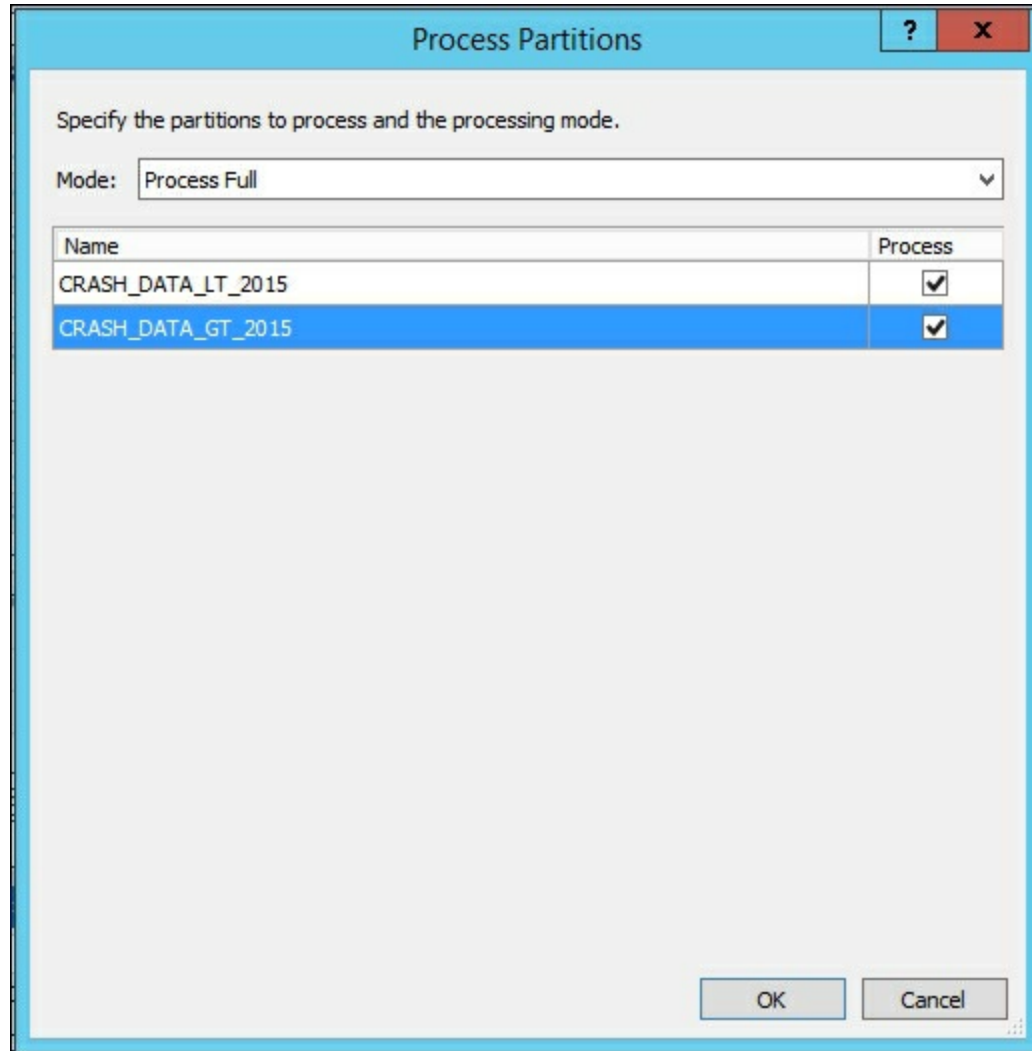 Process Partitions
? x
Specify the partitions to process and the processing mode.
Mode: Process Full
Name Process
CRASH_DATA_LT_2015
CRASH_DATA_GT_2015
OK Cancel